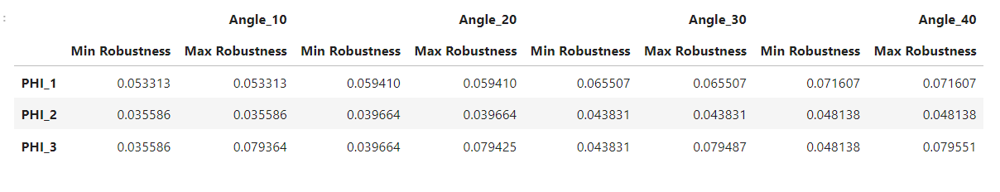 :
Angle_10 Angle_20 Angle_30 Angle_40
Min Robustness Max Robustness Min Robustness Max Robustness Min Robustness Max Robustness Min Robustness Max Robustness
PHI_1 0.053313 0.053313 0.059410 0.059410 0.065507 0.065507 0.071607 0.071607
PHI_2 0.035586 0.035586 0.039664 0.039664 0.043831 0.043831 0.048138 0.048138
PHI_3 0.035586 0.079364 0.039664 0.079425 0.043831 0.079487 0.048138 0.079551